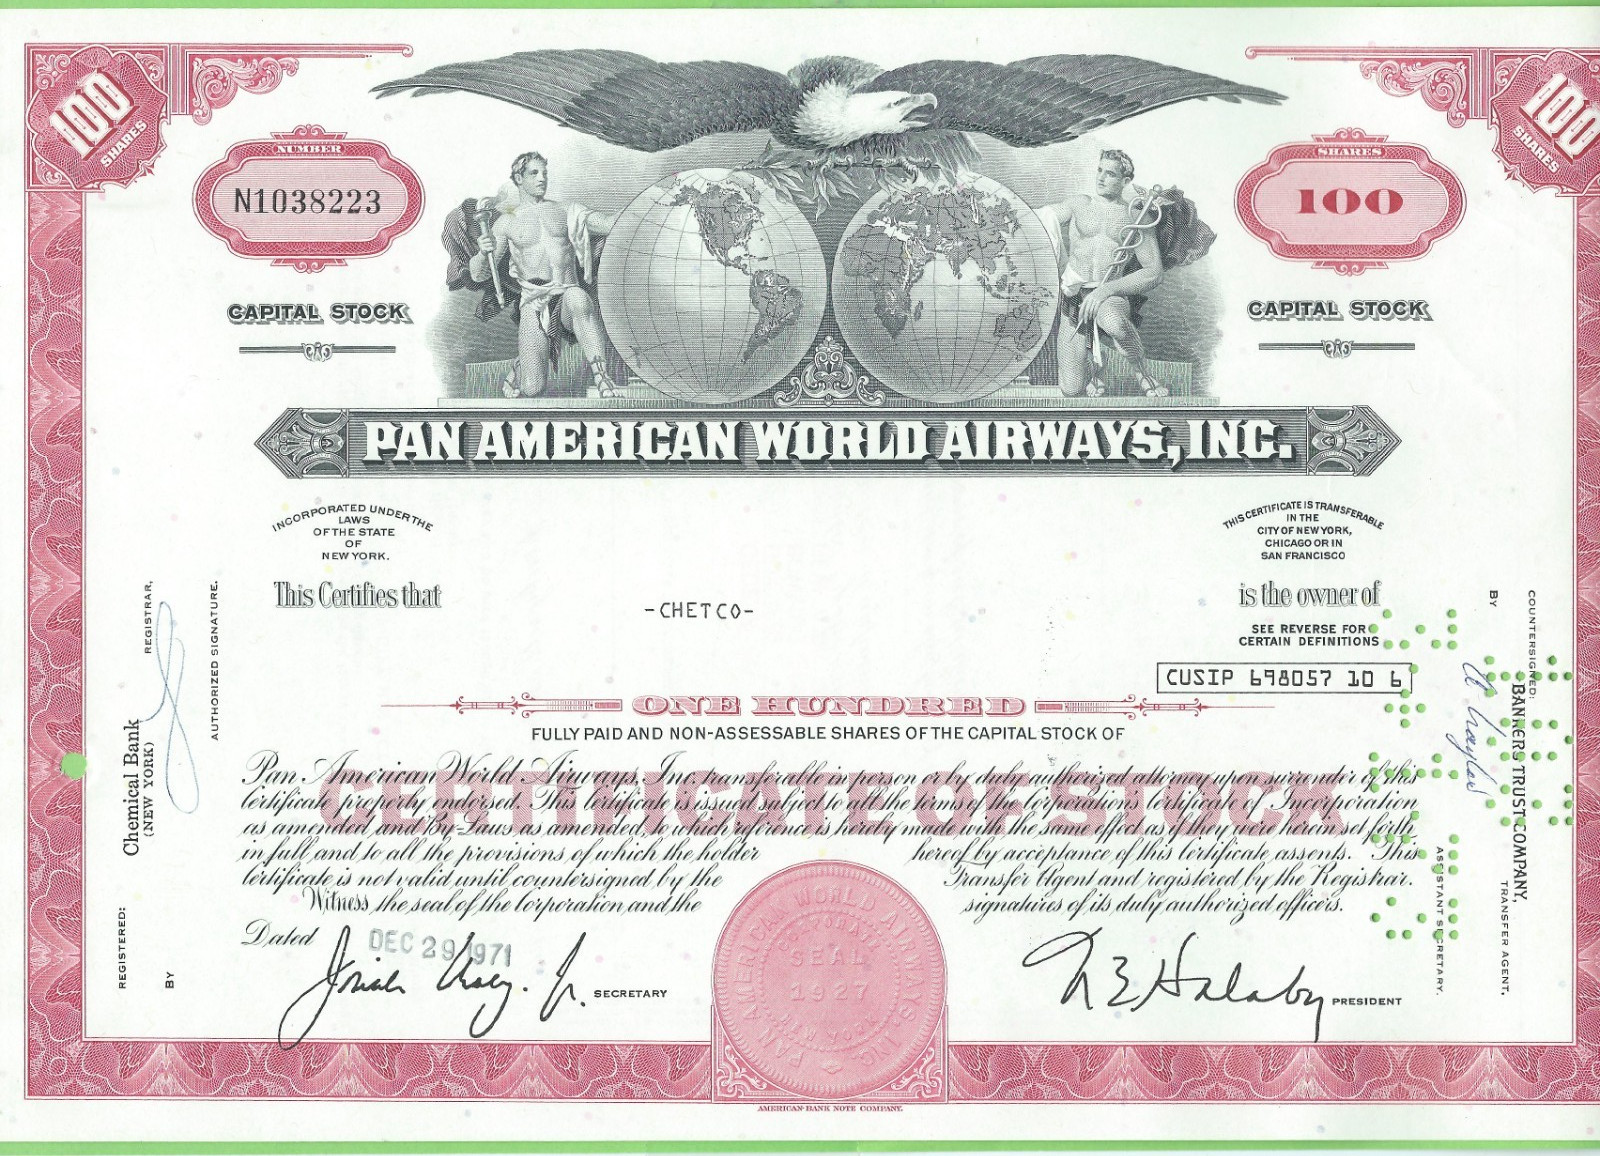 100
SHARES
100
SHARES
NUMBER
N1038223
SHARES
100
CAPITAL STOCK
CAPITAL STOCK
PAN AMERICAN WORLD AIRWAYS, INC.
INCORPORATED UNDER THE
LAWS
OF THE STATE
OF
NEW YORK.
THIS CERTIFICATE IS TRANSFERABLE
IN THE
CITY OF NEW YORK,
CHICAGO OR IN
SAN FRANCISCO
This Certifies that
-CHETCO-
is the owner of
SEE REVERSE FOR
CERTAIN DEFINITIONS
CUSIP 698057 10 6
ONE HUNDRED
FULLY PAID AND NON-ASSESSABLE SHARES OF THE CAPITAL STOCK OF
CERTIFICATE OF STOCK
Pan American World Airways, Inc. transferable in person or by duly authorized attorney upon surrender of this
certificate properly endorsed. This certificate is issued subject to all the terms of the Corporations Certificate of Incorporation
as amended, and By-Laws as amended, to which reference is hereby made with the same effect as if they were herein set forth
in full and to all the provisions of which the holder hereof by acceptance of this certificate assents. This
certificate is not valid until countersigned by the Transfer Agent and registered by the Registrar.
Witness the seal of the Corporation and the signatures of its duly authorized officers.
Dated DEC 29 1971
SECRETARY
N E Halaby PRESIDENT
PAN AMERICAN WORLD AIRWAYS, INC.
CORPORATE
SEAL
1927
NEW YORK
AMERICAN BANK NOTE COMPANY.
REGISTERED:
Chemical Bank
(NEW YORK)
REGISTRAR,
BY
AUTHORIZED SIGNATURE.
COUNTERSIGNED:
BANKERS TRUST COMPANY,
TRANSFER AGENT,
BY
ASSISTANT SECRETARY.